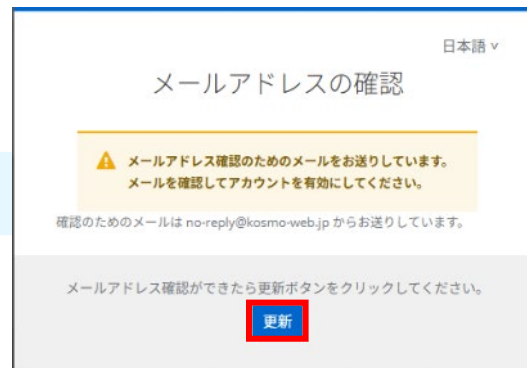 日本語 ˅
メールアドレスの確認
メールアドレス確認のためのメールをお送りしています。
メールを確認してアカウントを有効にしてください。
確認のためのメールは no-reply@kosmo-web.jp からお送りしています。
メールアドレス確認ができたら更新ボタンをクリックしてください。
更新